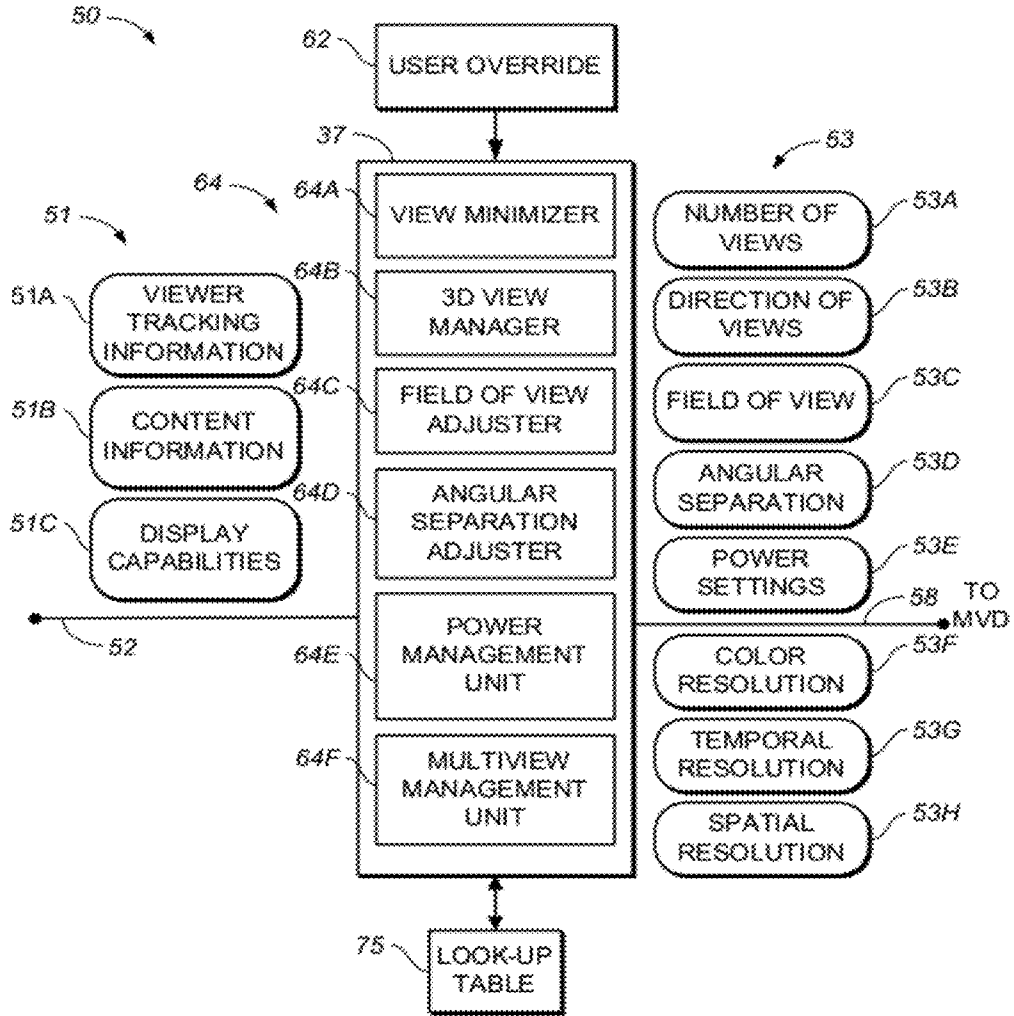 50
62
USER OVERRIDE
37
53
64
64A
VIEW MINIMIZER
NUMBER OF
VIEWS
53A
51
51A
VIEWER
TRACKING
INFORMATION
64B
3D VIEW
MANAGER
DIRECTION OF
VIEWS
53B
51B
CONTENT
INFORMATION
64C
FIELD OF VIEW
ADJUSTER
FIELD OF VIEW
53C
51C
DISPLAY
CAPABILITIES
64D
ANGULAR
SEPARATION
ADJUSTER
ANGULAR
SEPARATION
53D
POWER
SETTINGS
53E
52
58
TO
MVD
64E
POWER
MANAGEMENT
UNIT
COLOR
RESOLUTION
53F
64F
MULTIVIEW
MANAGEMENT
UNIT
TEMPORAL
RESOLUTION
53G
SPATIAL
RESOLUTION
53H
75
LOOK-UP
TABLE